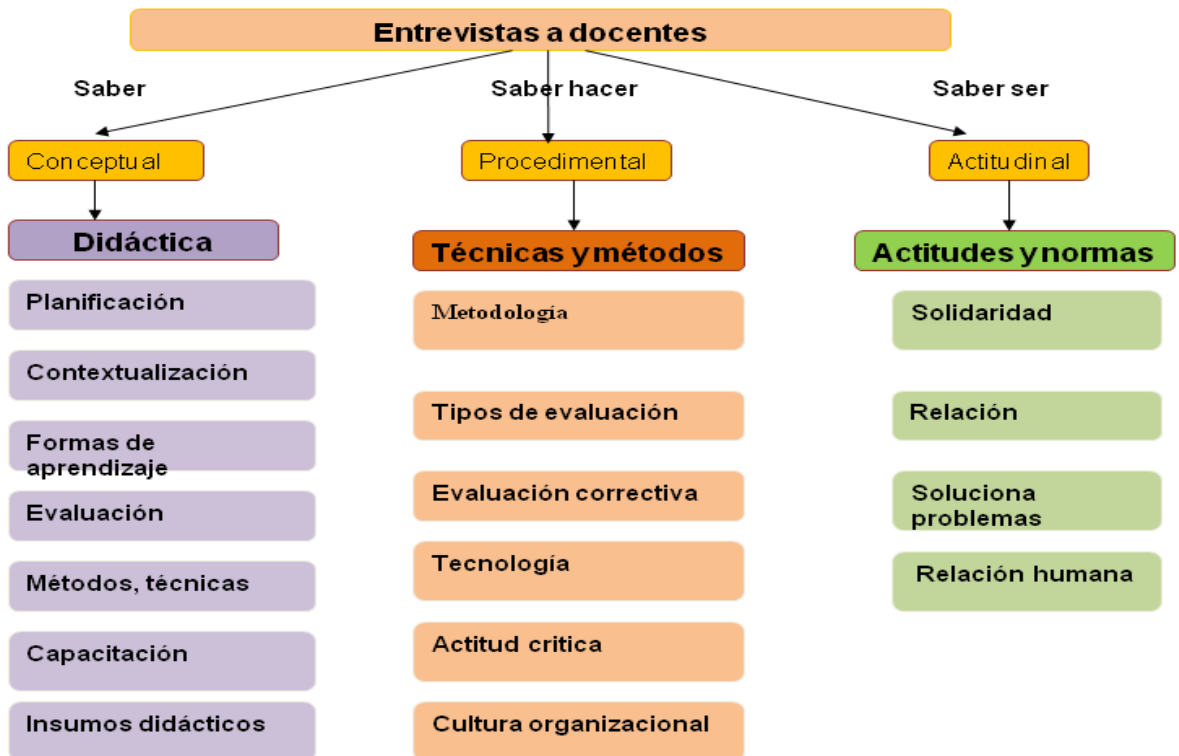 Entrevistas a docentes
Saber
Saber hacer
Saber ser
Conceptual
Procedimental
Actitudinal
Didáctica
Técnicas y métodos
Actitudes y normas
Planificación
Contextualización
Formas de
aprendizaje
Evaluación
Métodos, técnicas
Capacitación
Insumos didácticos
Metodología
Tipos de evaluación
Evaluación correctiva
Tecnología
Actitud critica
Cultura organizacional
Solidaridad
Relación
Soluciona
problemas
Relación humana